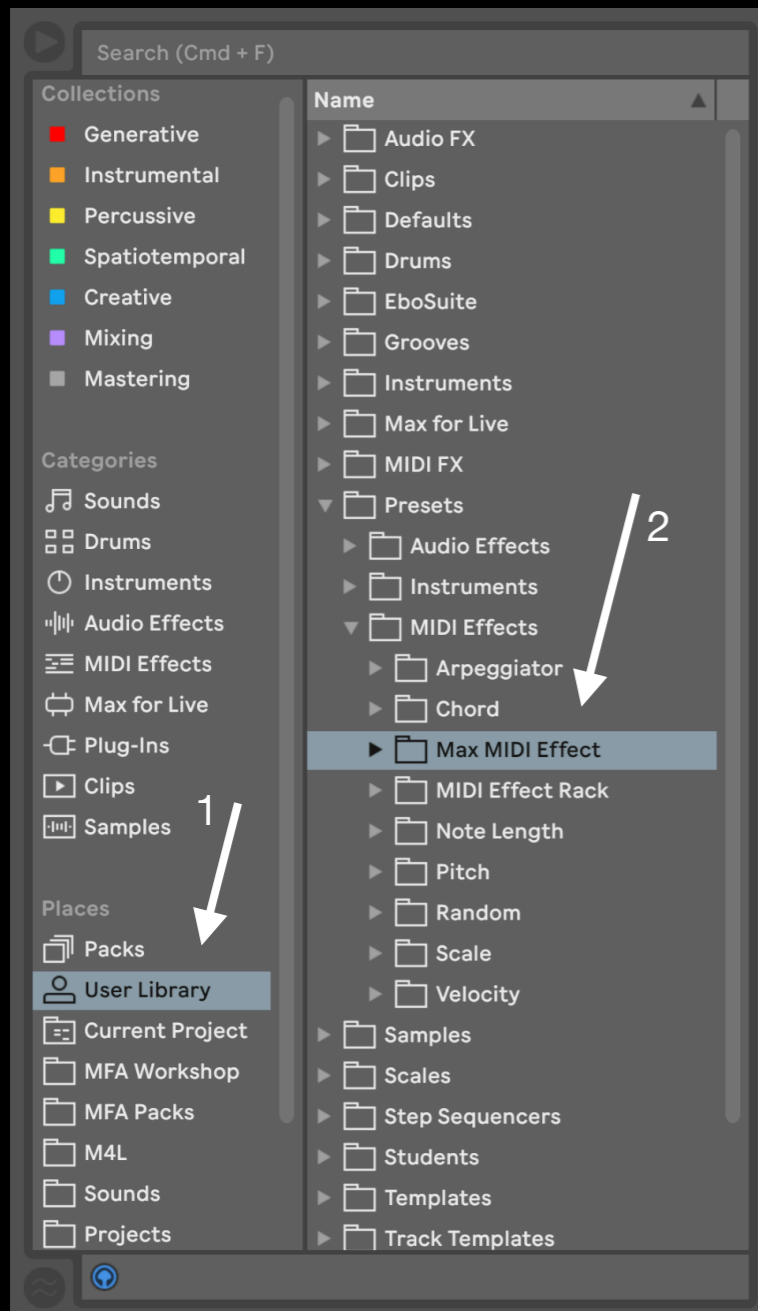 Search (Cmd + F)
Collections
Generative
Instrumental
Percussive
Spatiotemporal
Creative
Mixing
Mastering
Categories
Sounds
Drums
Instruments
Audio Effects
MIDI Effects
Max for Live
Plug-Ins
Clips
Samples
1
Places
Packs
User Library
Current Project
MFA Workshop
MFA Packs
M4L
Sounds
Projects
Name
Audio FX
Clips
Defaults
Drums
EboSuite
Grooves
Instruments
Max for Live
MIDI FX
Presets
2
Audio Effects
Instruments
MIDI Effects
Arpeggiator
Chord
Max MIDI Effect
MIDI Effect Rack
Note Length
Pitch
Random
Scale
Velocity
Samples
Scales
Step Sequencers
Students
Templates
Track Templates